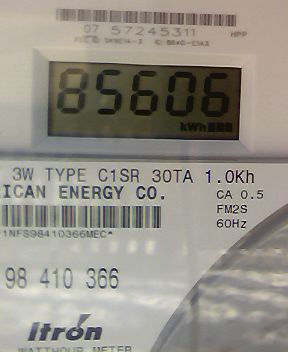 07 57245311 HPP
85606
kWh
3W TYPE C1SR 30TA 1.0Kh
ICAN ENERGY CO. CA 0.5
FM2S
60Hz
1NFS98410366MEC*
98 410 366
Itron
WATTHOUR METER